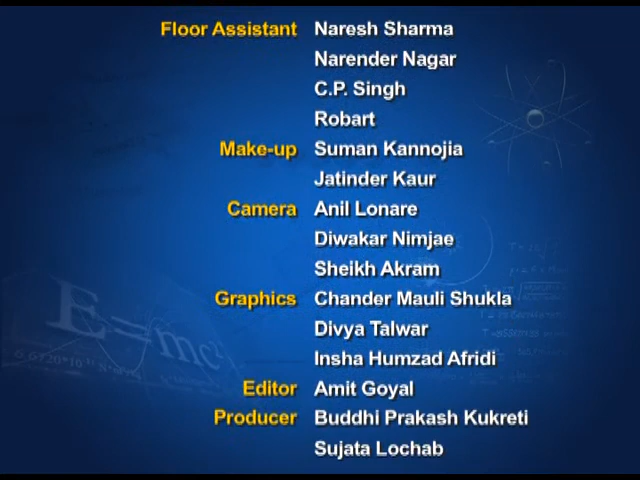 Floor Assistant Naresh Sharma
Narender Nagar
C.P. Singh
Robart
Make-up Suman Kannojia
Jatinder Kaur
Camera Anil Lonare
Diwakar Nimjae
Sheikh Akram
Graphics Chander Mauli Shukla
Divya Talwar
Insha Humzad Afridi
Editor Amit Goyal
Producer Buddhi Prakash Kukreti
Sujata Lochab
E=mc²